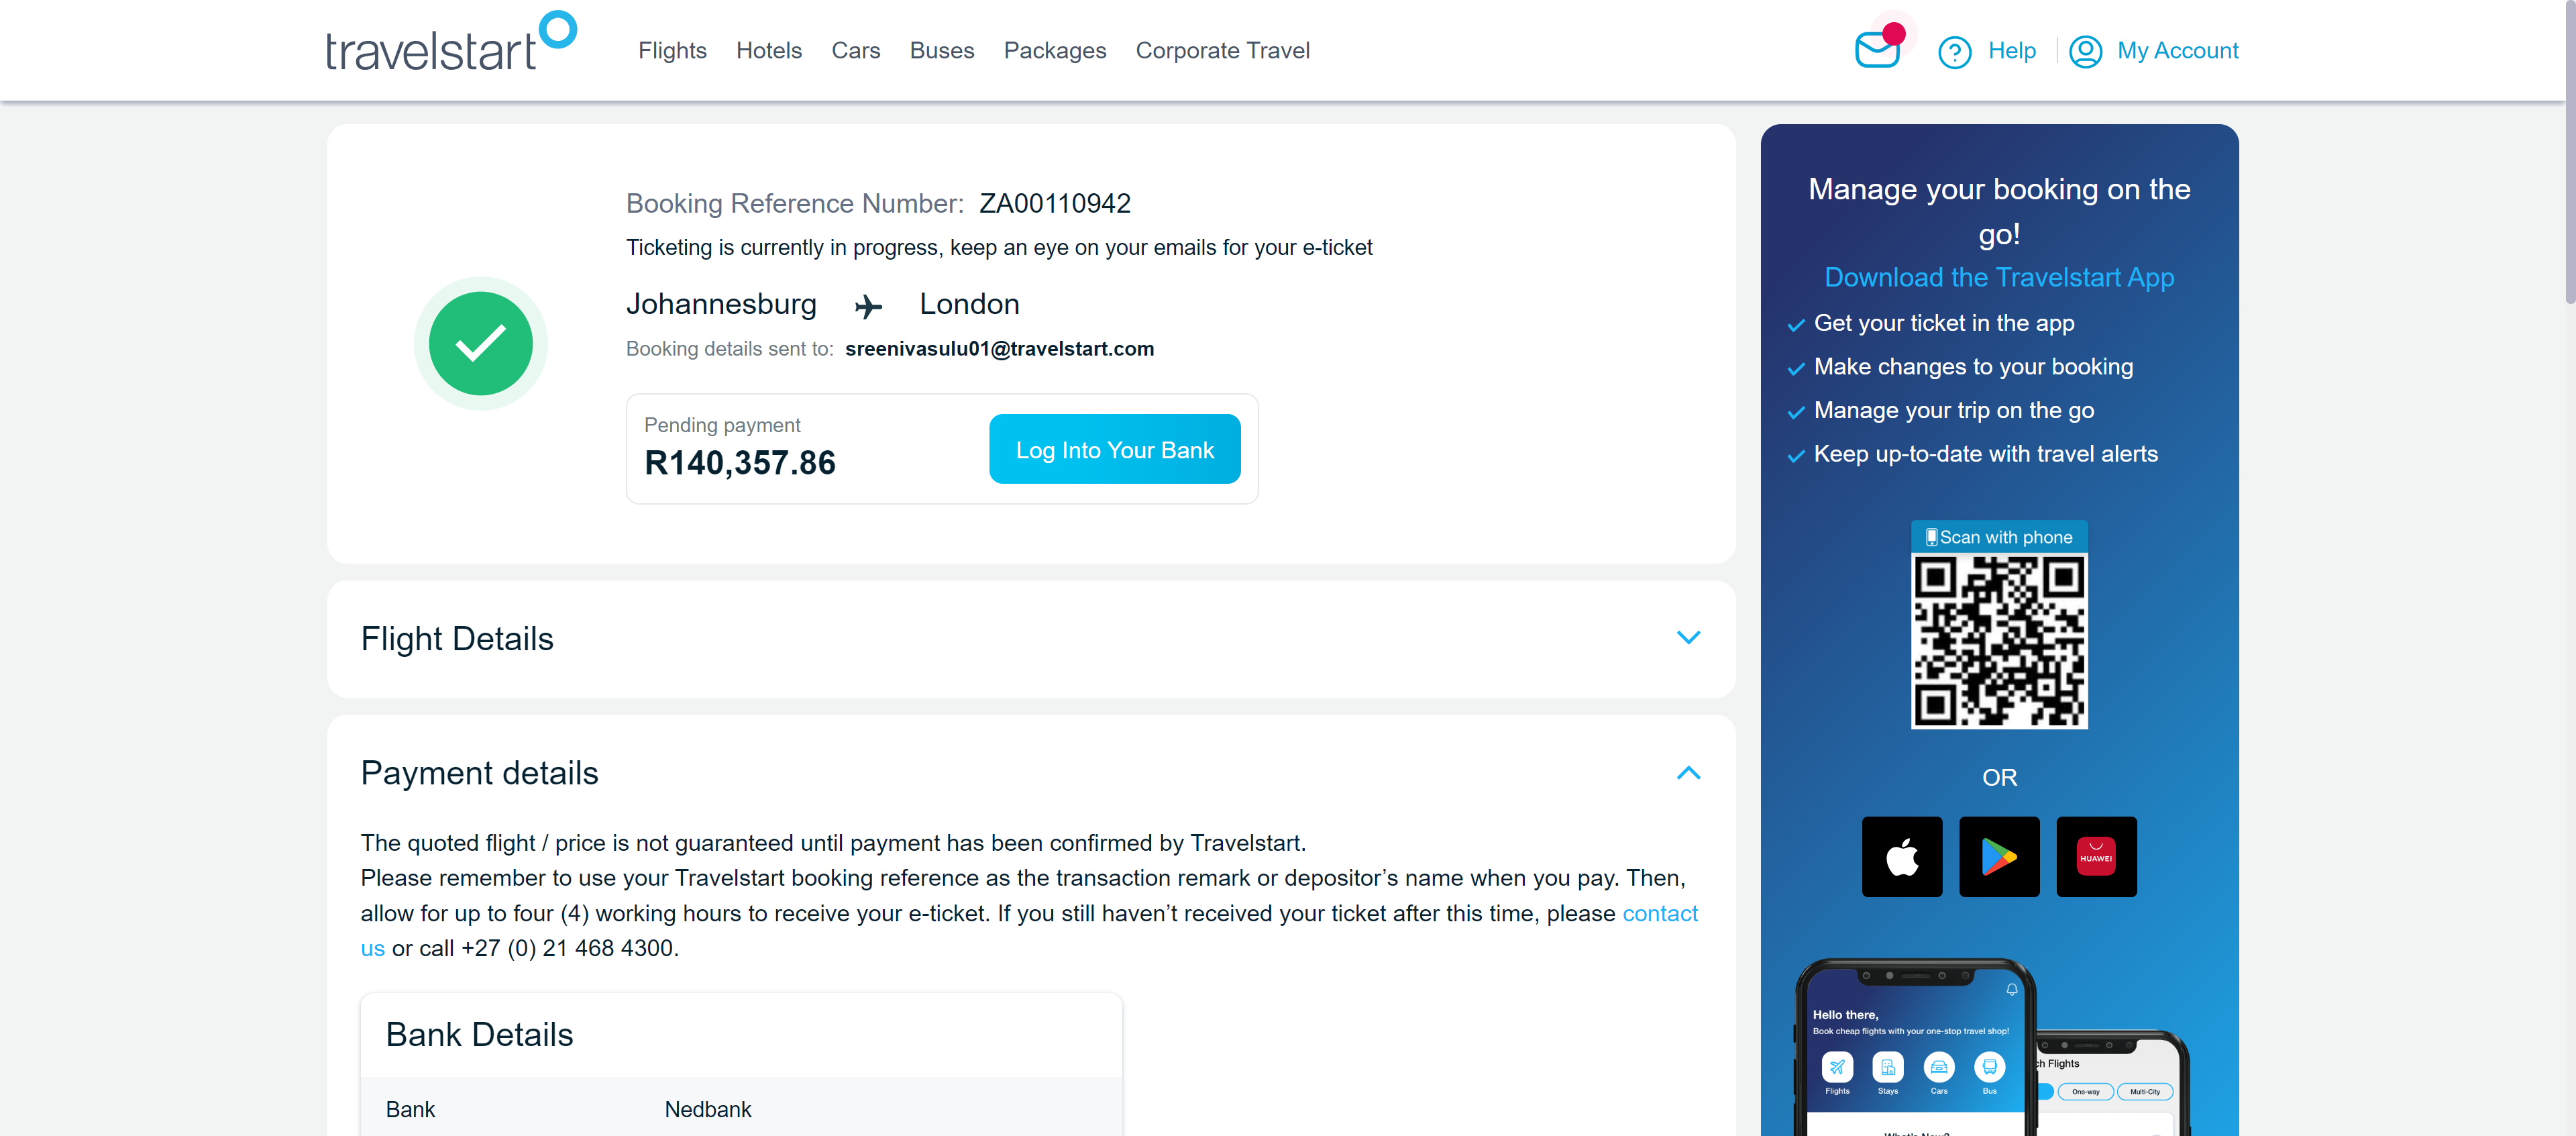 travelstart
Flights Hotels Cars Buses Packages Corporate Travel
Help My Account
Booking Reference Number: ZA00110942
Ticketing is currently in progress, keep an eye on your emails for your e-ticket
Johannesburg London
Booking details sent to: sreenivasulu01@travelstart.com
Pending payment
R140,357.86
Log Into Your Bank
Flight Details
Payment details
The quoted flight / price is not guaranteed until payment has been confirmed by Travelstart.
Please remember to use your Travelstart booking reference as the transaction remark or depositor’s name when you pay. Then,
allow for up to four (4) working hours to receive your e-ticket. If you still haven’t received your ticket after this time, please contact
us or call +27 (0) 21 468 4300.
Bank Details
Bank Nedbank
Manage your booking on the
go!
Download the Travelstart App
Get your ticket in the app
Make changes to your booking
Manage your trip on the go
Keep up-to-date with travel alerts
Scan with phone
OR
HUAWEI
Hello there,
Book cheap flights with your one-stop travel shop!
Flights Stays Cars Bus
Flights
One-way Multi-City